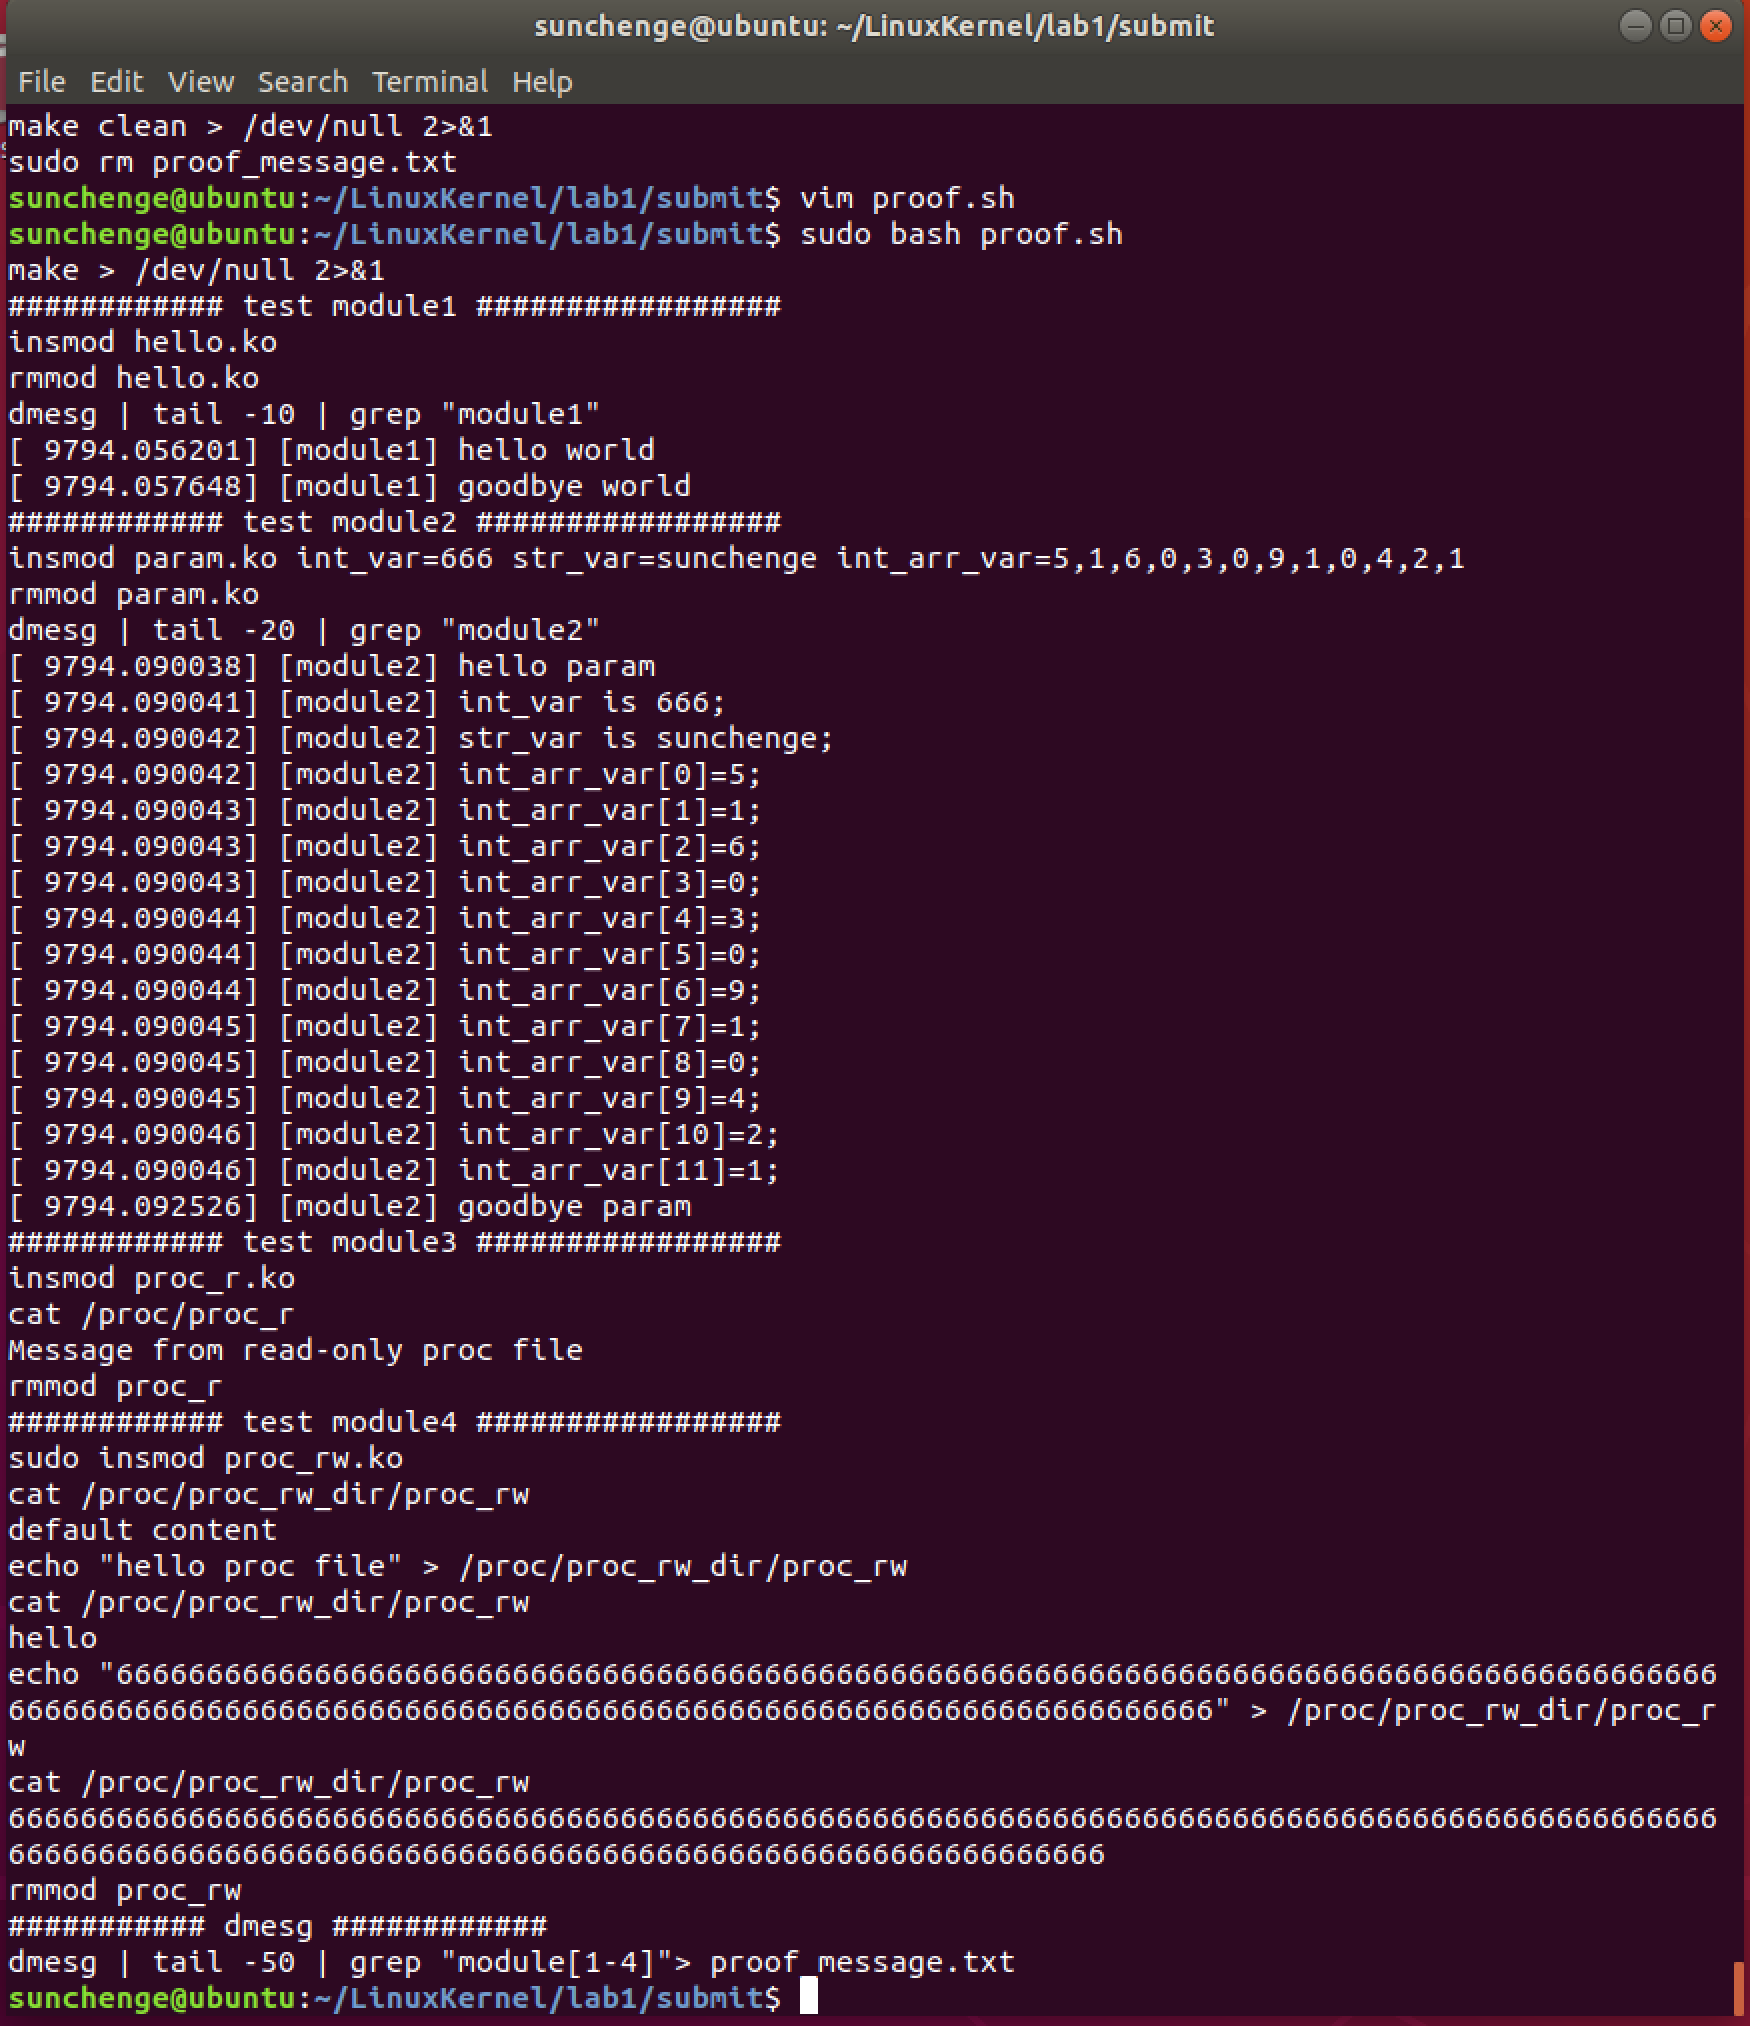 sunchenge@ubuntu: ~/LinuxKernel/lab1/submit
File Edit View Search Terminal Help
make clean > /dev/null 2>&1
sudo rm proof_message.txt
sunchenge@ubuntu:~/LinuxKernel/lab1/submit$ vim proof.sh
sunchenge@ubuntu:~/LinuxKernel/lab1/submit$ sudo bash proof.sh
make > /dev/null 2>&1
############ test module1 #################
insmod hello.ko
rmmod hello.ko
dmesg | tail -10 | grep "module1"
[ 9794.056201] [module1] hello world
[ 9794.057648] [module1] goodbye world
############ test module2 #################
insmod param.ko int_var=666 str_var=sunchenge int_arr_var=5,1,6,0,3,0,9,1,0,4,2,1
rmmod param.ko
dmesg | tail -20 | grep "module2"
[ 9794.090038] [module2] hello param
[ 9794.090041] [module2] int_var is 666;
[ 9794.090042] [module2] str_var is sunchenge;
[ 9794.090042] [module2] int_arr_var[0]=5;
[ 9794.090043] [module2] int_arr_var[1]=1;
[ 9794.090043] [module2] int_arr_var[2]=6;
[ 9794.090043] [module2] int_arr_var[3]=0;
[ 9794.090044] [module2] int_arr_var[4]=3;
[ 9794.090044] [module2] int_arr_var[5]=0;
[ 9794.090044] [module2] int_arr_var[6]=9;
[ 9794.090045] [module2] int_arr_var[7]=1;
[ 9794.090045] [module2] int_arr_var[8]=0;
[ 9794.090045] [module2] int_arr_var[9]=4;
[ 9794.090046] [module2] int_arr_var[10]=2;
[ 9794.090046] [module2] int_arr_var[11]=1;
[ 9794.092526] [module2] goodbye param
############ test module3 #################
insmod proc_r.ko
cat /proc/proc_r
Message from read-only proc file
rmmod proc_r
############ test module4 #################
sudo insmod proc_rw.ko
cat /proc/proc_rw_dir/proc_rw
default content
echo "hello proc file" > /proc/proc_rw_dir/proc_rw
cat /proc/proc_rw_dir/proc_rw
hello
echo "66666666666666666666666666666666666666666666666666666666666666666666666666666666666666666
6666666666666666666666666666666666666666666666666666666666666666666" > /proc/proc_rw_dir/proc_r
w
cat /proc/proc_rw_dir/proc_rw
66666666666666666666666666666666666666666666666666666666666666666666666666666666666666666666666
6666666666666666666666666666666666666666666666666666666666666
rmmod proc_rw
########### dmesg ############
dmesg | tail -50 | grep "module[1-4]"> proof_message.txt
sunchenge@ubuntu:~/LinuxKernel/lab1/submit$